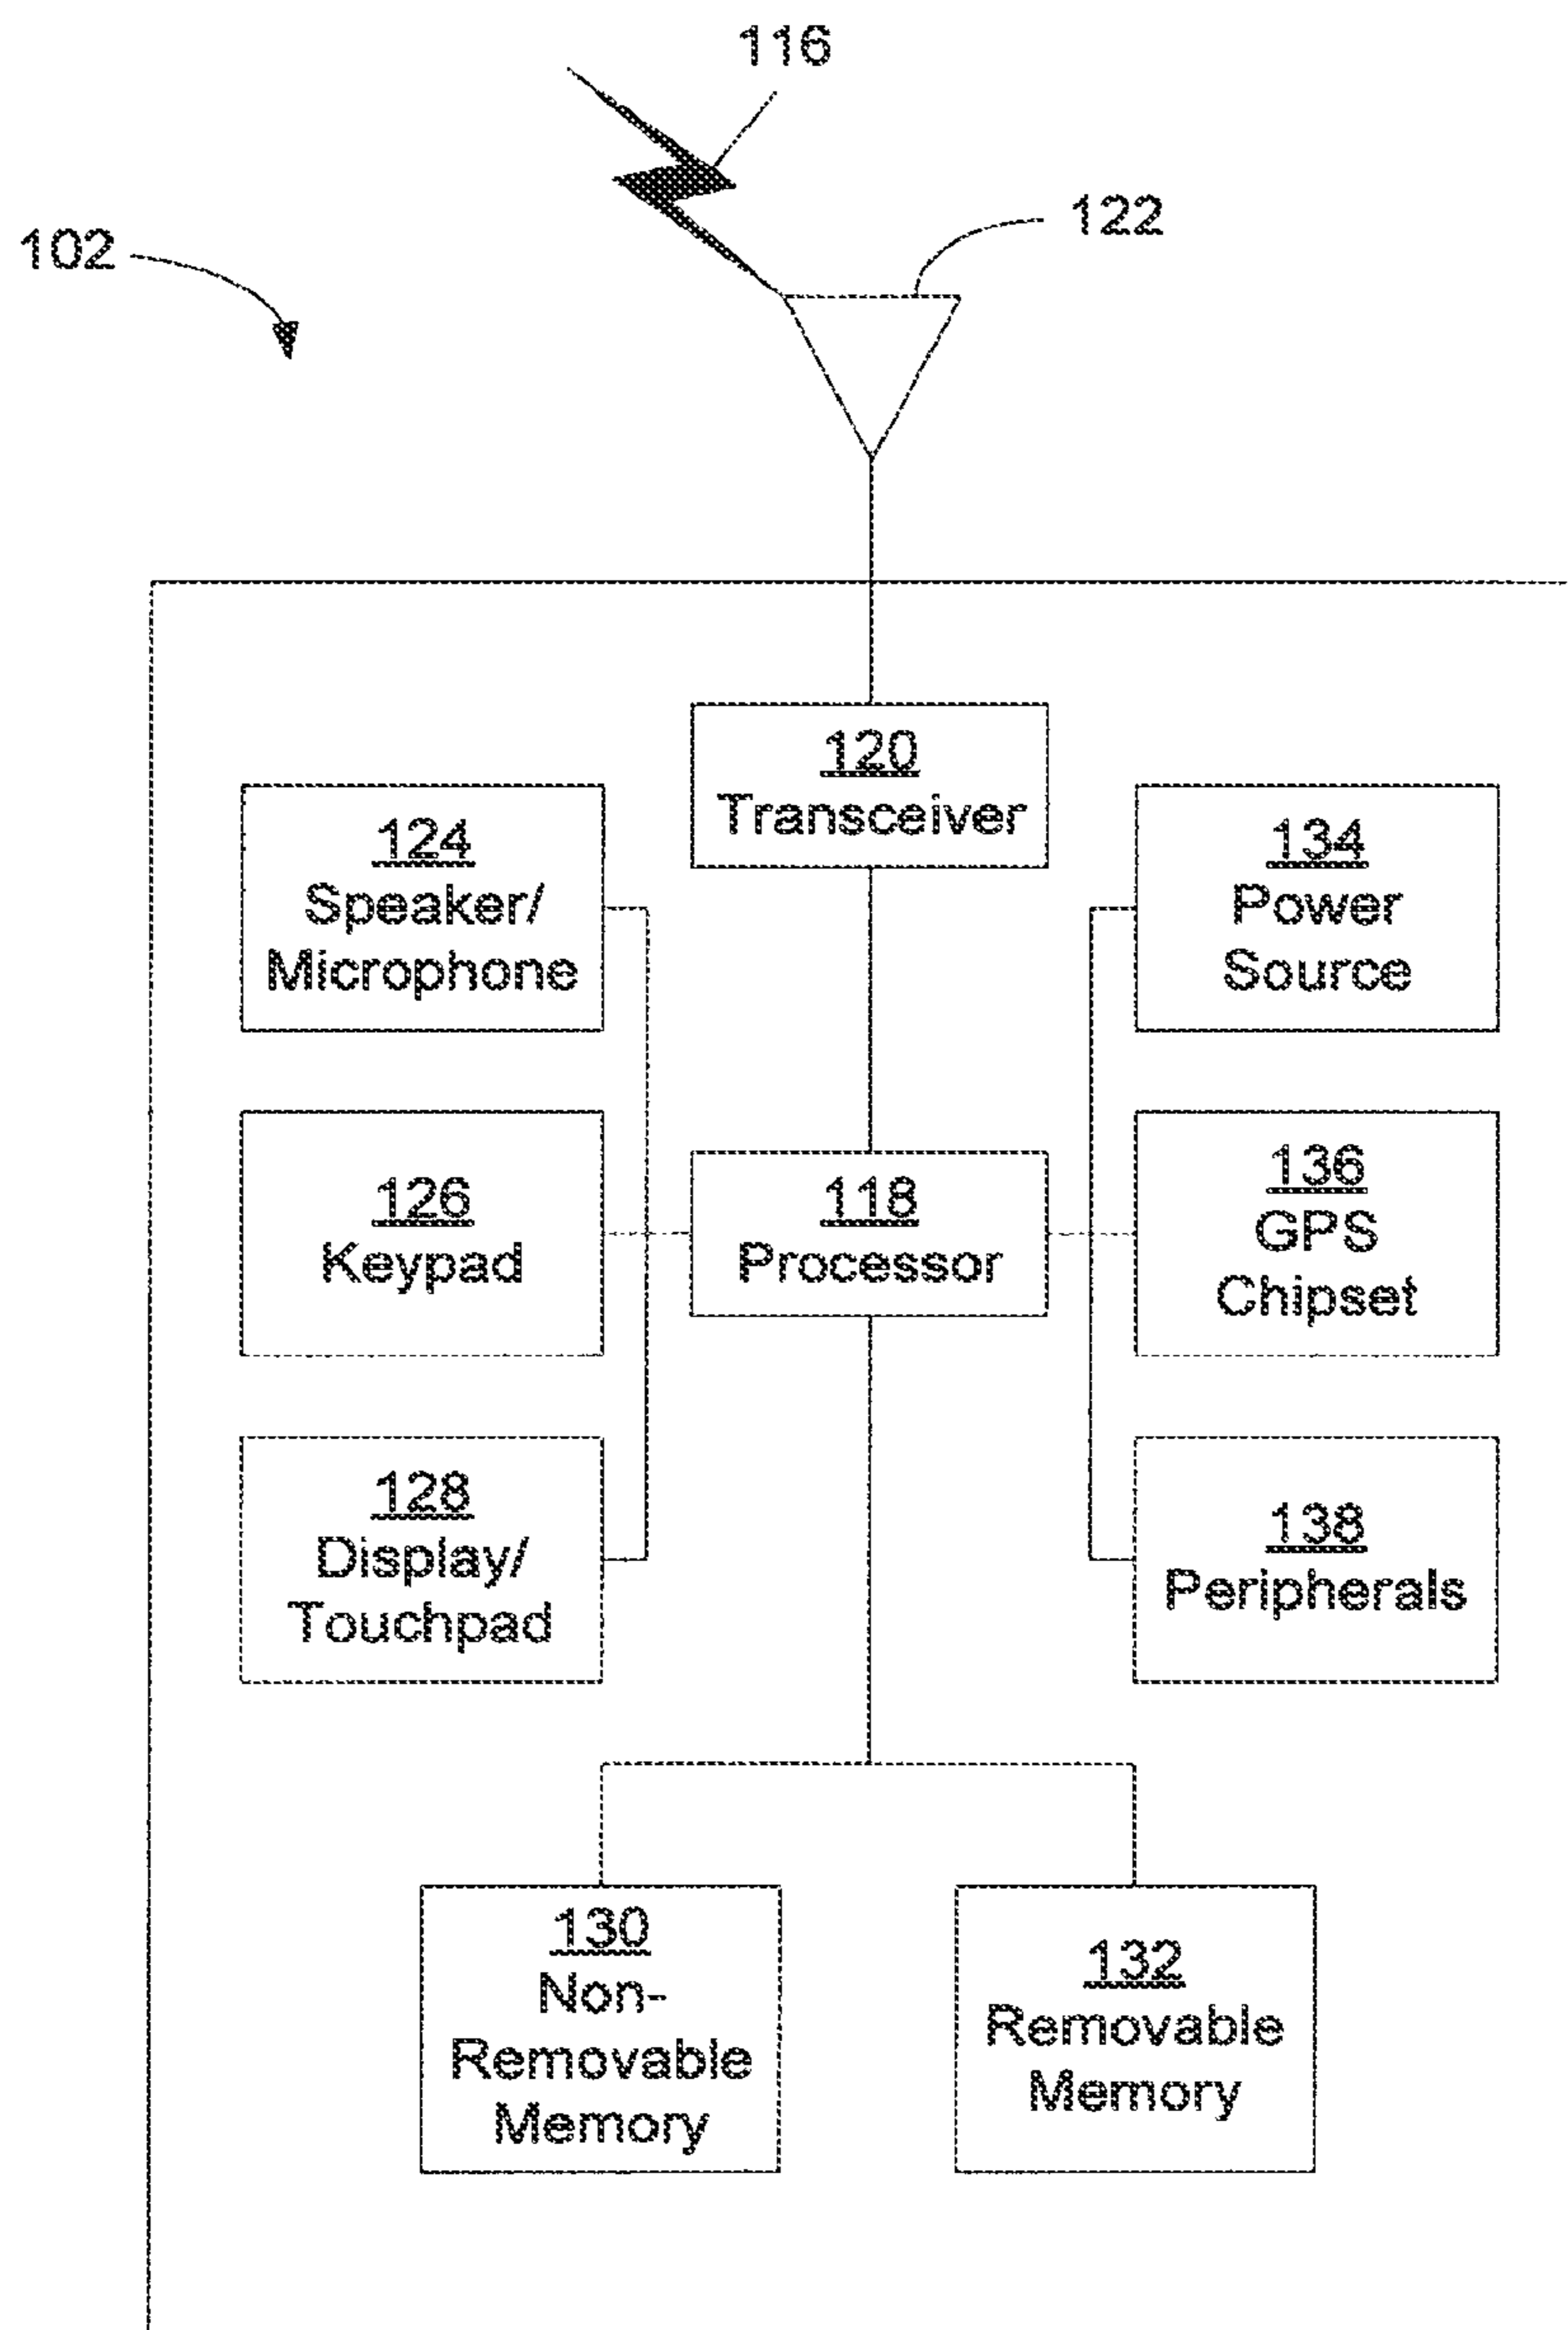 116
122
102
120
Transceiver
124
Speaker/
Microphone
134
Power
Source
126
Keypad
118
Processor
136
GPS
Chipset
128
Display/
Touchpad
138
Peripherals
130
Non-
Removable
Memory
132
Removable
Memory